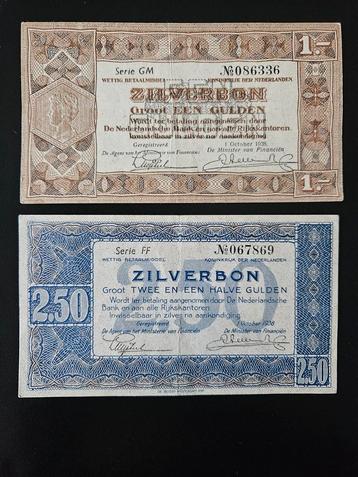 1.-
Serie GM
№ 086336
WETTIG BETAALMIDDEL
KONINKRIJK DER NEDERLANDEN
ZILVERBON
Groot EEN GULDEN
Wordt ter betaling aangenomen door
De Nederlandsche Bank en aan alle Rijkskantoren.
Inwisselbaar in zilver na aankondiging
Geregistreerd
1 October 1938.
De Agent van het Ministerie van Financiën:
De Minister van Financiën
1.-
Serie FF
№ 067869
WETTIG BETAALMIDDEL
KONINKRIJK DER NEDERLANDEN
ZILVERBON
Groot TWEE EN EEN HALVE GULDEN
2,50
Wordt ter betaling aangenomen door De Nederlandsche
Bank en aan alle Rijkskantoren.
Inwisselbaar in zilver na aankondiging.
Geregistreerd
1 October 1938
De Agent van het Ministerie van Financiën
De Minister van Financiën:
2.50